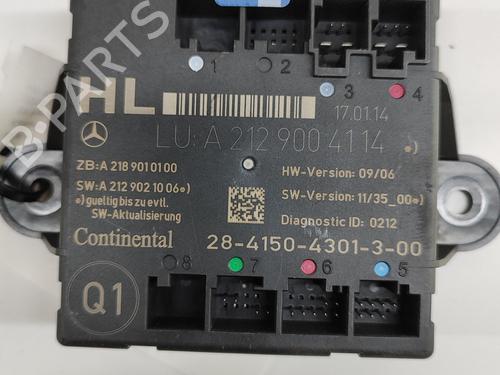 1 2 3 4
HL
17.01.14
LU: A 212 900 41 14 *)
ZB: A 218 901 01 00
HW-Version: 09/06
SW: A 212 902 10 06 *)
SW-Version: 11/35_00 *)
*) gueltig bis zu evtl.
SW-Aktualisierung
Diagnostic ID: 0212
Continental
28-4150-4301-3-00
8 7 6 5
Q1
B-PARTS